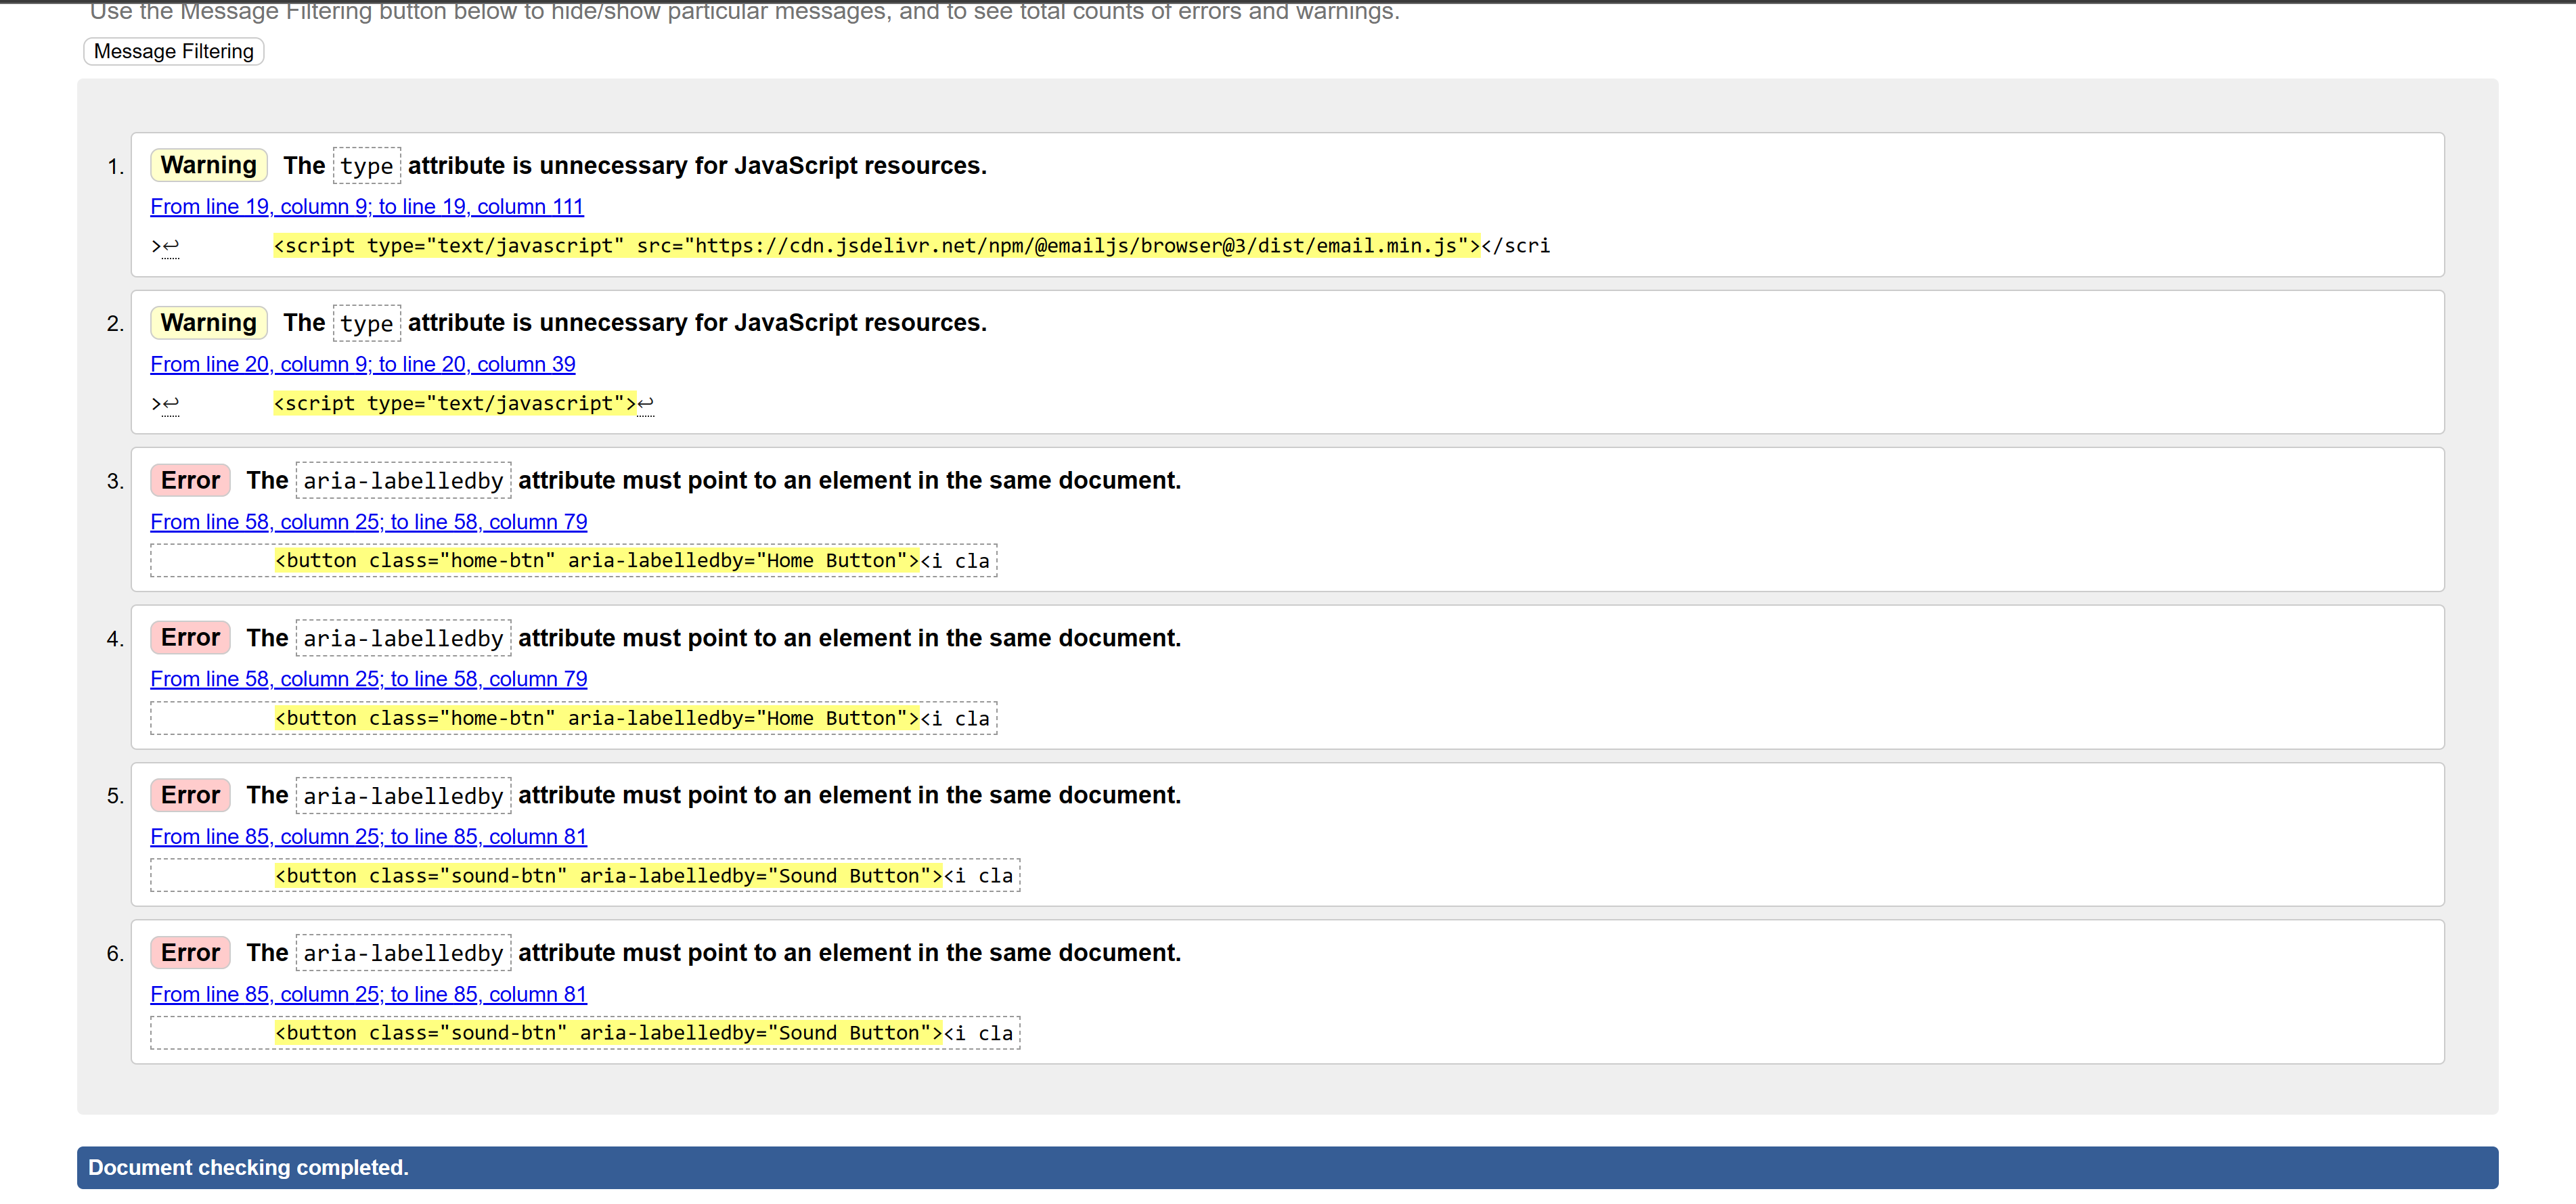 Use the Message Filtering button below to hide/show particular messages, and to see total counts of errors and warnings.
Message Filtering
1. Warning The type attribute is unnecessary for JavaScript resources.
From line 19, column 9; to line 19, column 111
>↩ <script type="text/javascript" src="https://cdn.jsdelivr.net/npm/@emailjs/browser@3/dist/email.min.js"></scri
2. Warning The type attribute is unnecessary for JavaScript resources.
From line 20, column 9; to line 20, column 39
>↩ <script type="text/javascript">↩
3. Error The aria-labelledby attribute must point to an element in the same document.
From line 58, column 25; to line 58, column 79
<button class="home-btn" aria-labelledby="Home Button"><i cla
4. Error The aria-labelledby attribute must point to an element in the same document.
From line 58, column 25; to line 58, column 79
<button class="home-btn" aria-labelledby="Home Button"><i cla
5. Error The aria-labelledby attribute must point to an element in the same document.
From line 85, column 25; to line 85, column 81
<button class="sound-btn" aria-labelledby="Sound Button"><i cla
6. Error The aria-labelledby attribute must point to an element in the same document.
From line 85, column 25; to line 85, column 81
<button class="sound-btn" aria-labelledby="Sound Button"><i cla
Document checking completed.